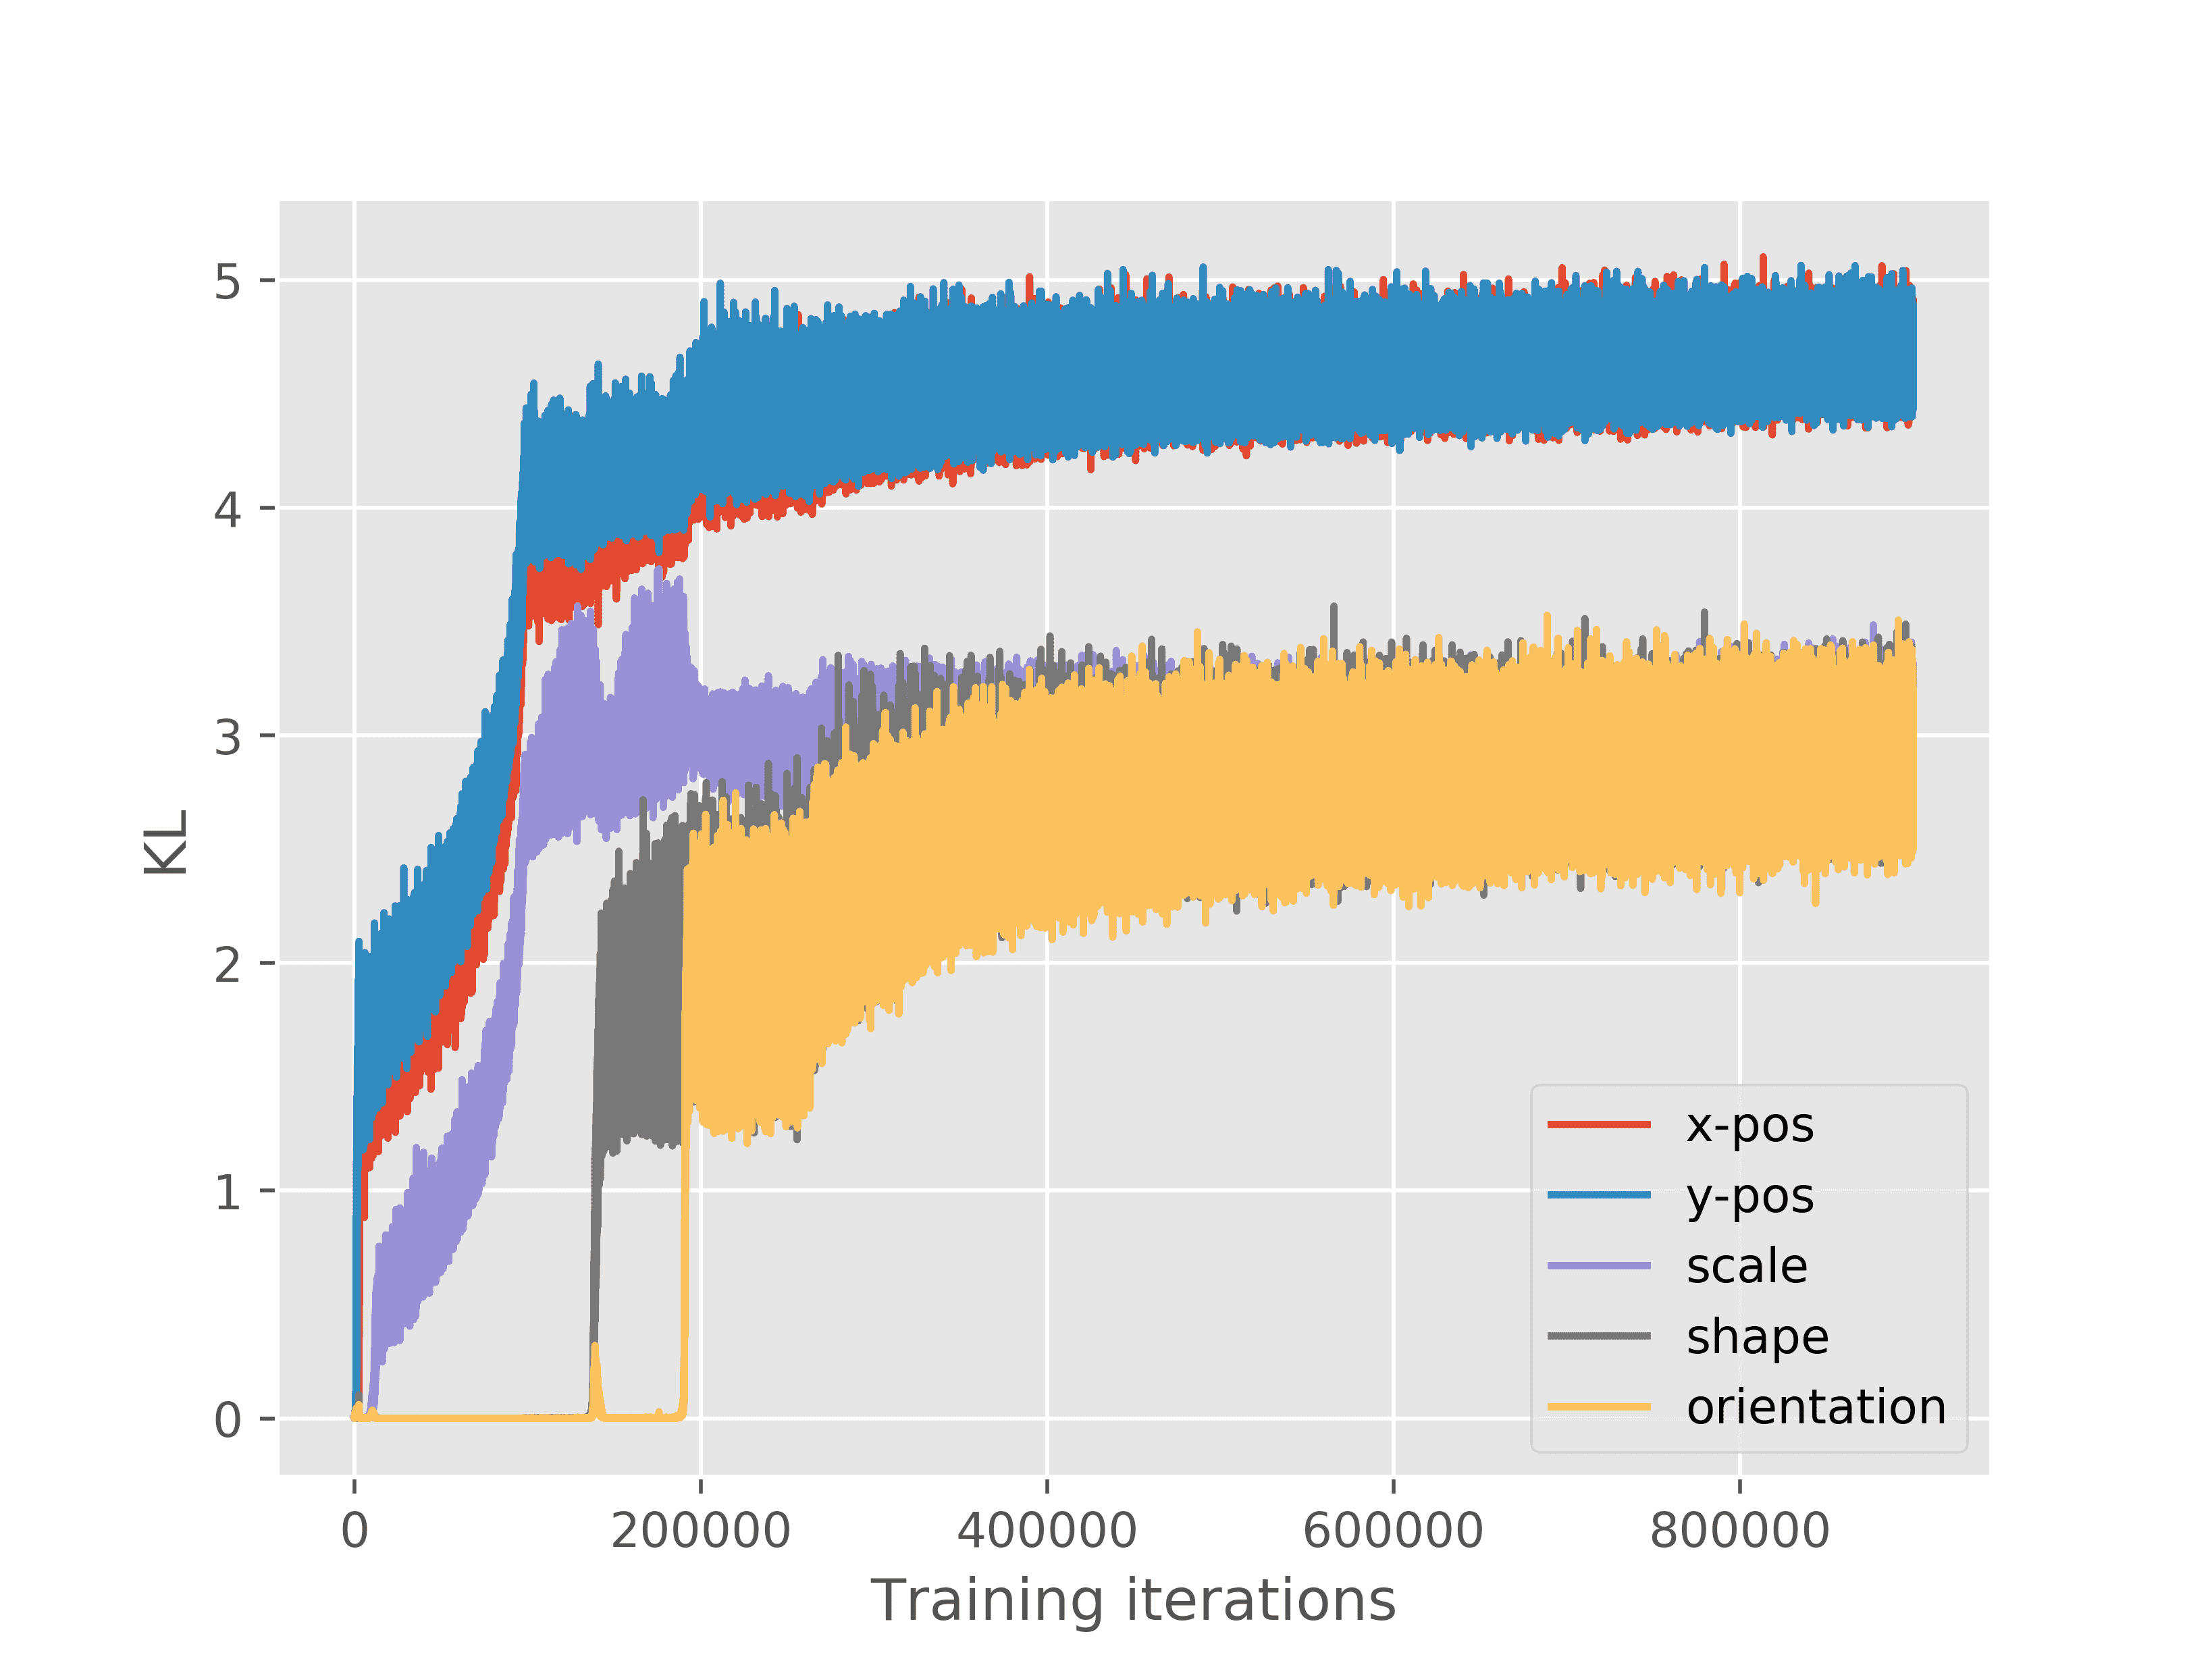 5
4
3
2
1
0
KL
0 200000 400000 600000 800000
Training iterations
x-pos
y-pos
scale
shape
orientation